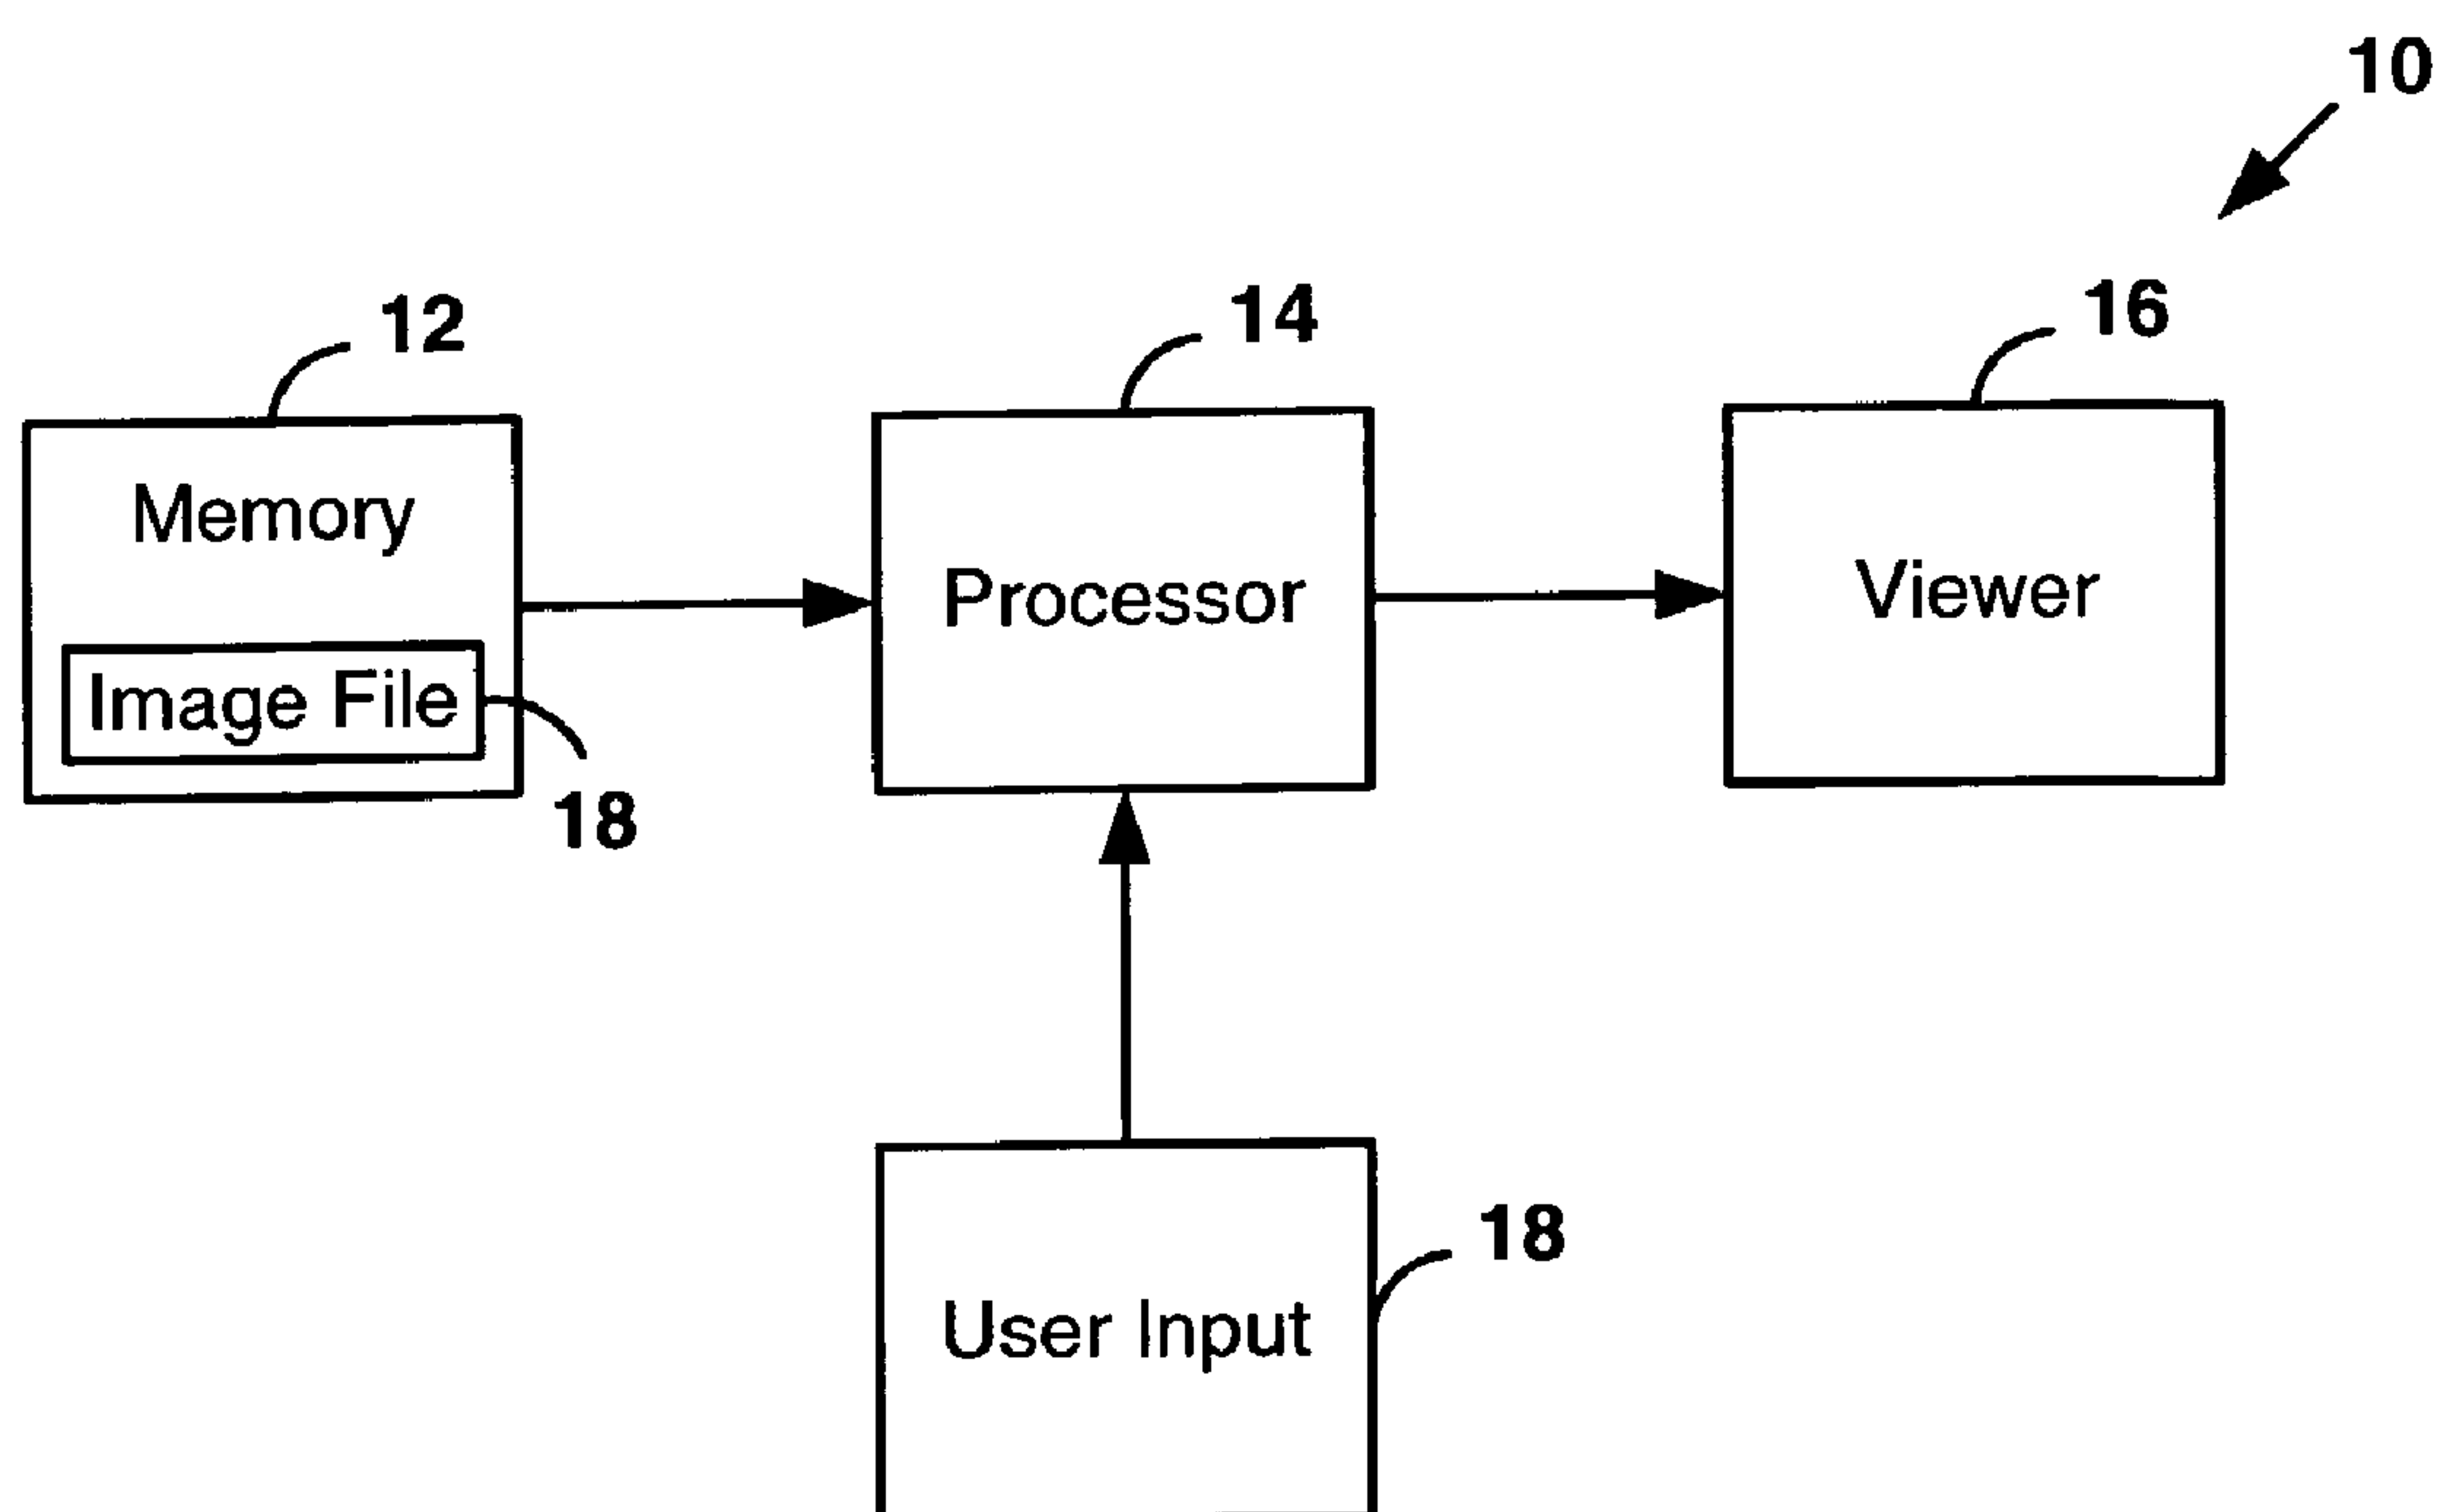 10
12
14
16
Memory
Processor
Viewer
Image File
18
18
User Input